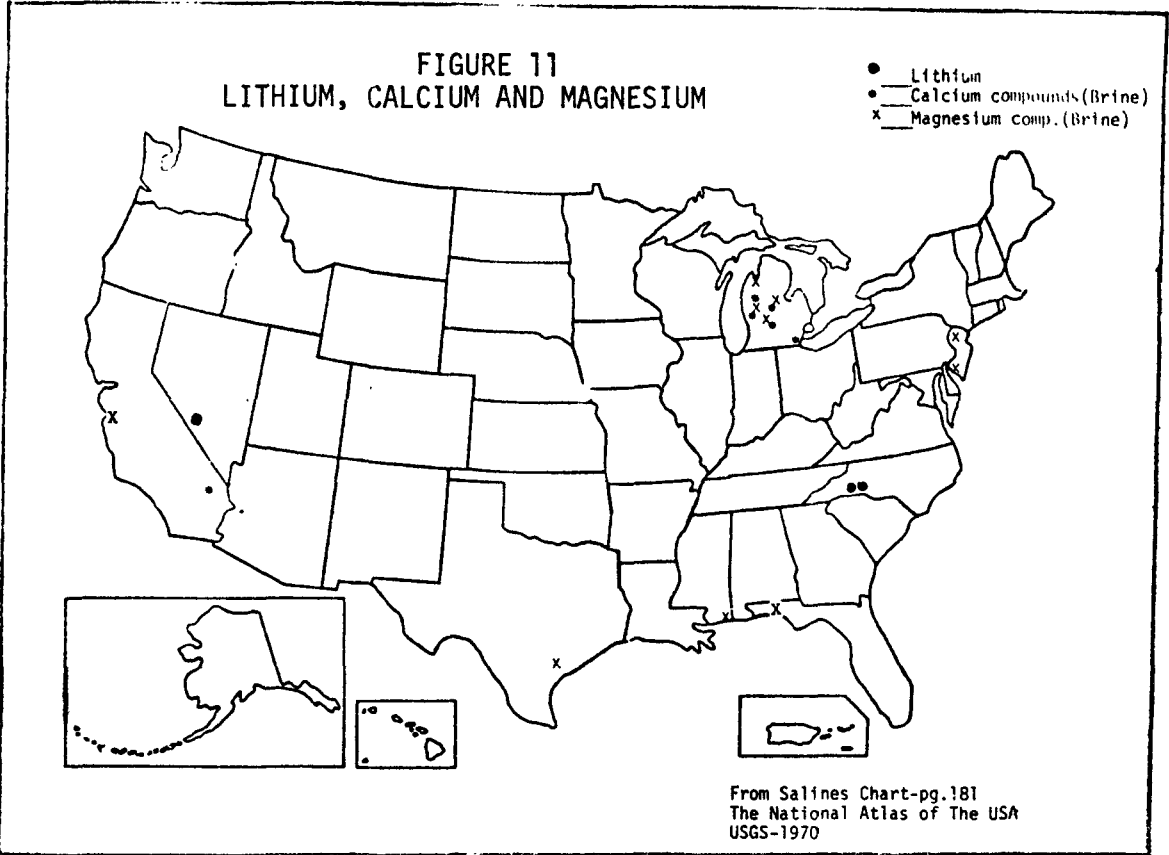 FIGURE 11
LITHIUM, CALCIUM AND MAGNESIUM
Lithium
Calcium compounds(Brine)
x Magnesium comp.(Brine)
From Salines Chart-pg.181
The National Atlas of The USA
USGS-1970